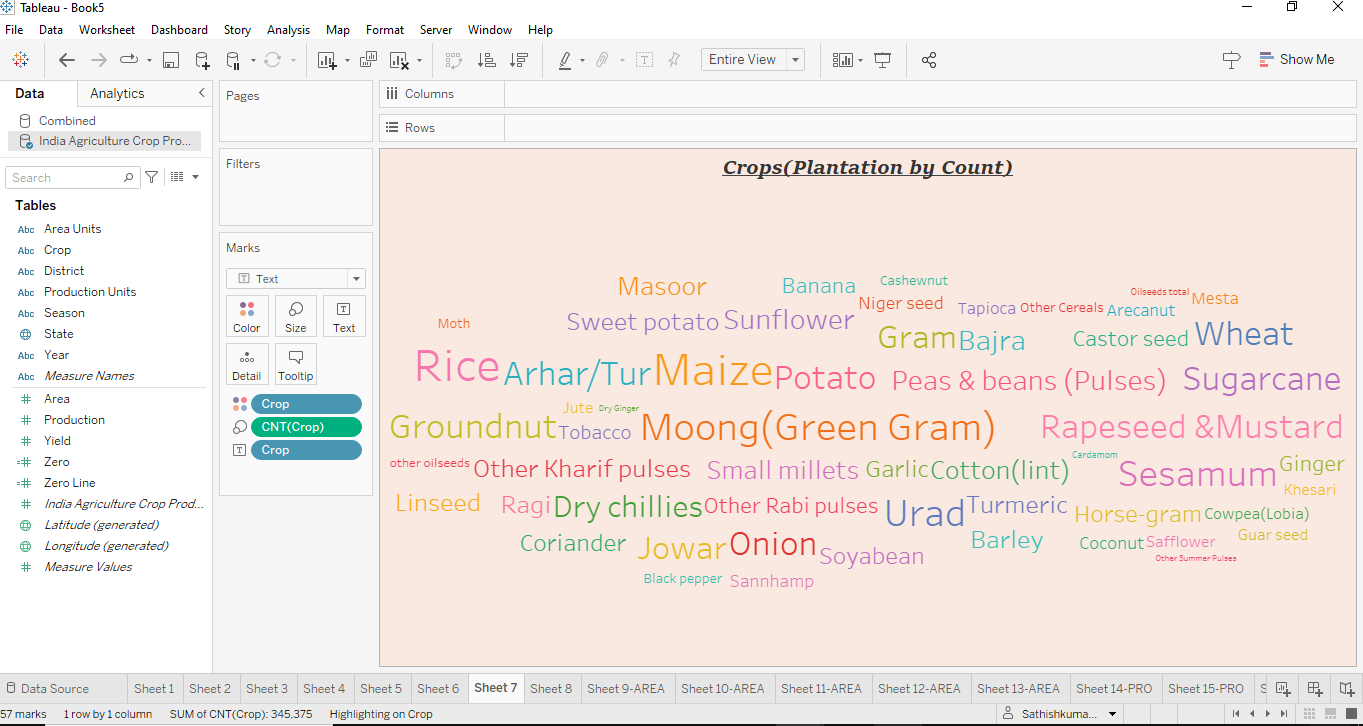 Tableau - Book5
File Data Worksheet Dashboard Story Analysis Map Format Server Window Help
Entire View
Show Me
Data Analytics
Combined
India Agriculture Crop Pro...
Search
Tables
Abc Area Units
Abc Crop
Abc District
Abc Production Units
Abc Season
State
Abc Year
Abc Measure Names
Area
Production
Yield
Zero
Zero Line
India Agriculture Crop Prod...
Latitude (generated)
Longitude (generated)
Measure Values
Pages
Filters
Marks
Text
Color Size Text
Detail Tooltip
Crop
CNT(Crop)
Crop
Columns
Rows
Crops(Plantation by Count)
Masoor Banana Cashewnut
Niger seed Oilseeds total Mesta
Moth Sweet potato Sunflower Tapioca Other Cereals Arecanut
Gram Bajra Castor seed Wheat
Rice Arhar/Tur Maize Potato Peas & beans (Pulses) Sugarcane
Jute Dry Ginger
Groundnut Tobacco Moong(Green Gram) Rapeseed &Mustard
other oilseeds Other Kharif pulses Small millets Garlic Cotton(lint) Cardamom Sesamum Ginger
Khesari
Linseed Ragi Dry chillies Other Rabi pulses Urad Turmeric Horse-gram Cowpea(Lobia)
Coriander Jowar Onion Soyabean Barley Coconut Safflower Guar seed
Other Summer Pulses
Black pepper Sannhamp
Data Source Sheet 1 Sheet 2 Sheet 3 Sheet 4 Sheet 5 Sheet 6 Sheet 7 Sheet 8 Sheet 9-AREA Sheet 10-AREA Sheet 11-AREA Sheet 12-AREA Sheet 13-AREA Sheet 14-PRO Sheet 15-PRO S
57 marks 1 row by 1 column SUM of CNT(Crop): 345,375 Highlighting on Crop Sathishkuma...